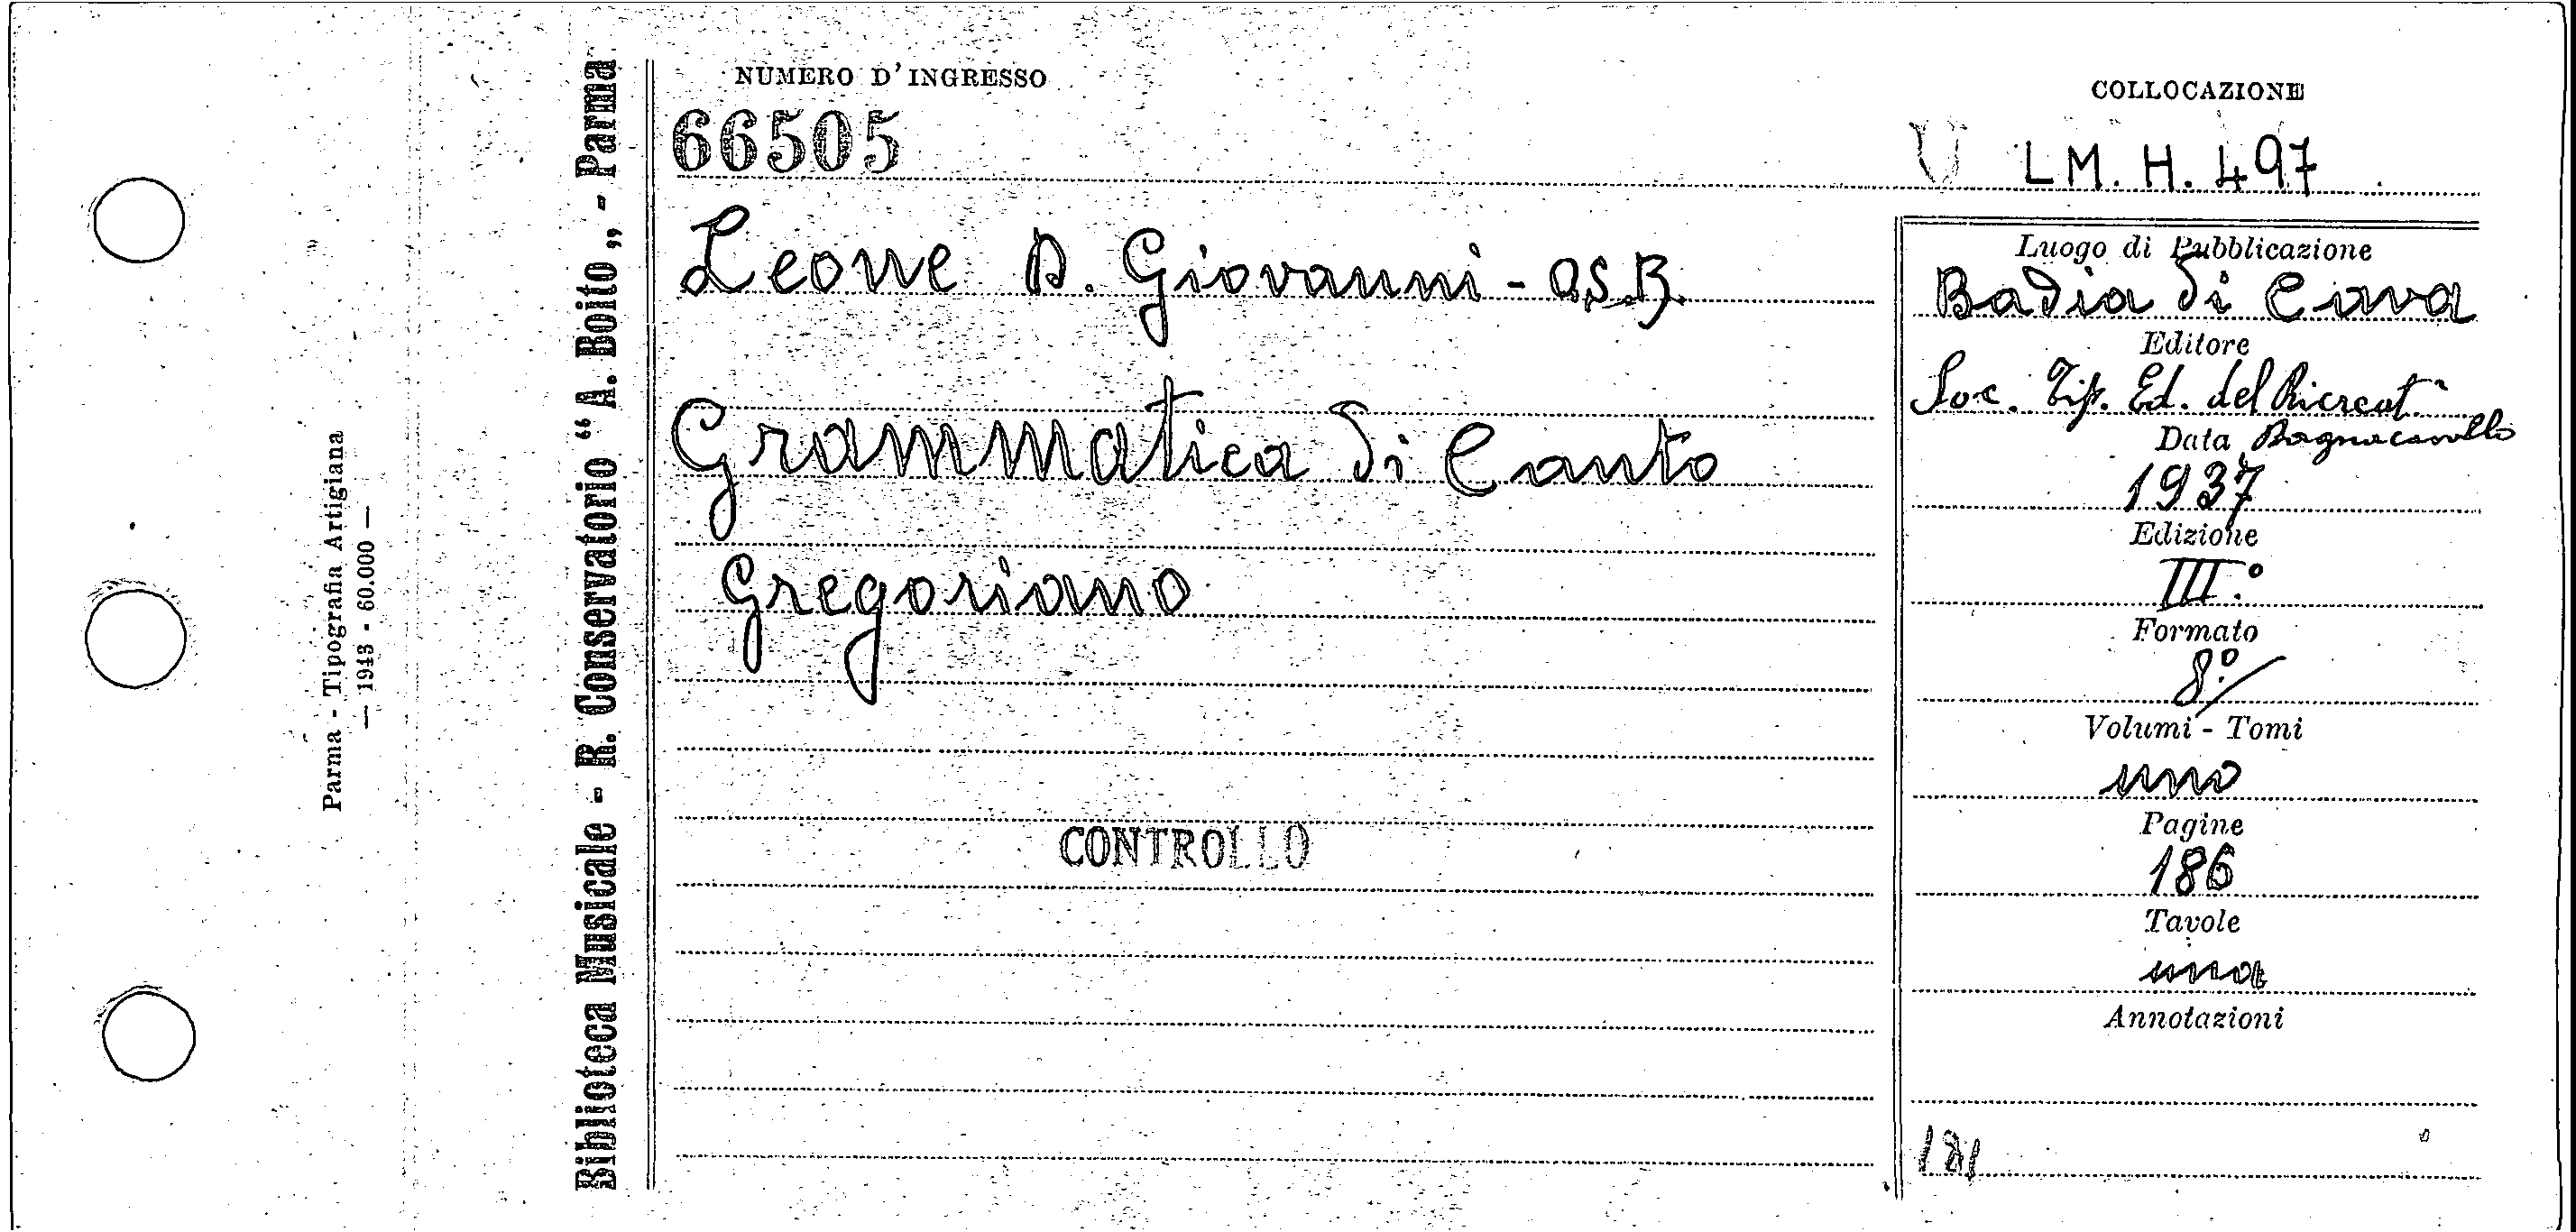 Parma - Tipografia Artigiana
— 1943 - 60.000 —
Biblioteca Musicale - R. Conservatorio “ A. Boito „ - Parma
NUMERO D'INGRESSO
66505
COLLOCAZIONE
U LM. H. 497
Leone D. Giovanni - O.S.B.
Grammatica di Canto
Gregoriano
CONTROLLO
Luogo di Pubblicazione
Badia di Cava
Editore
Soc. Tip. Ed. del Ricreat.
Bagnacavallo
Data
1937
Edizione
III.°
Formato
8.°
Volumi - Tomi
uno
Pagine
186
Tavole
una
Annotazioni
181